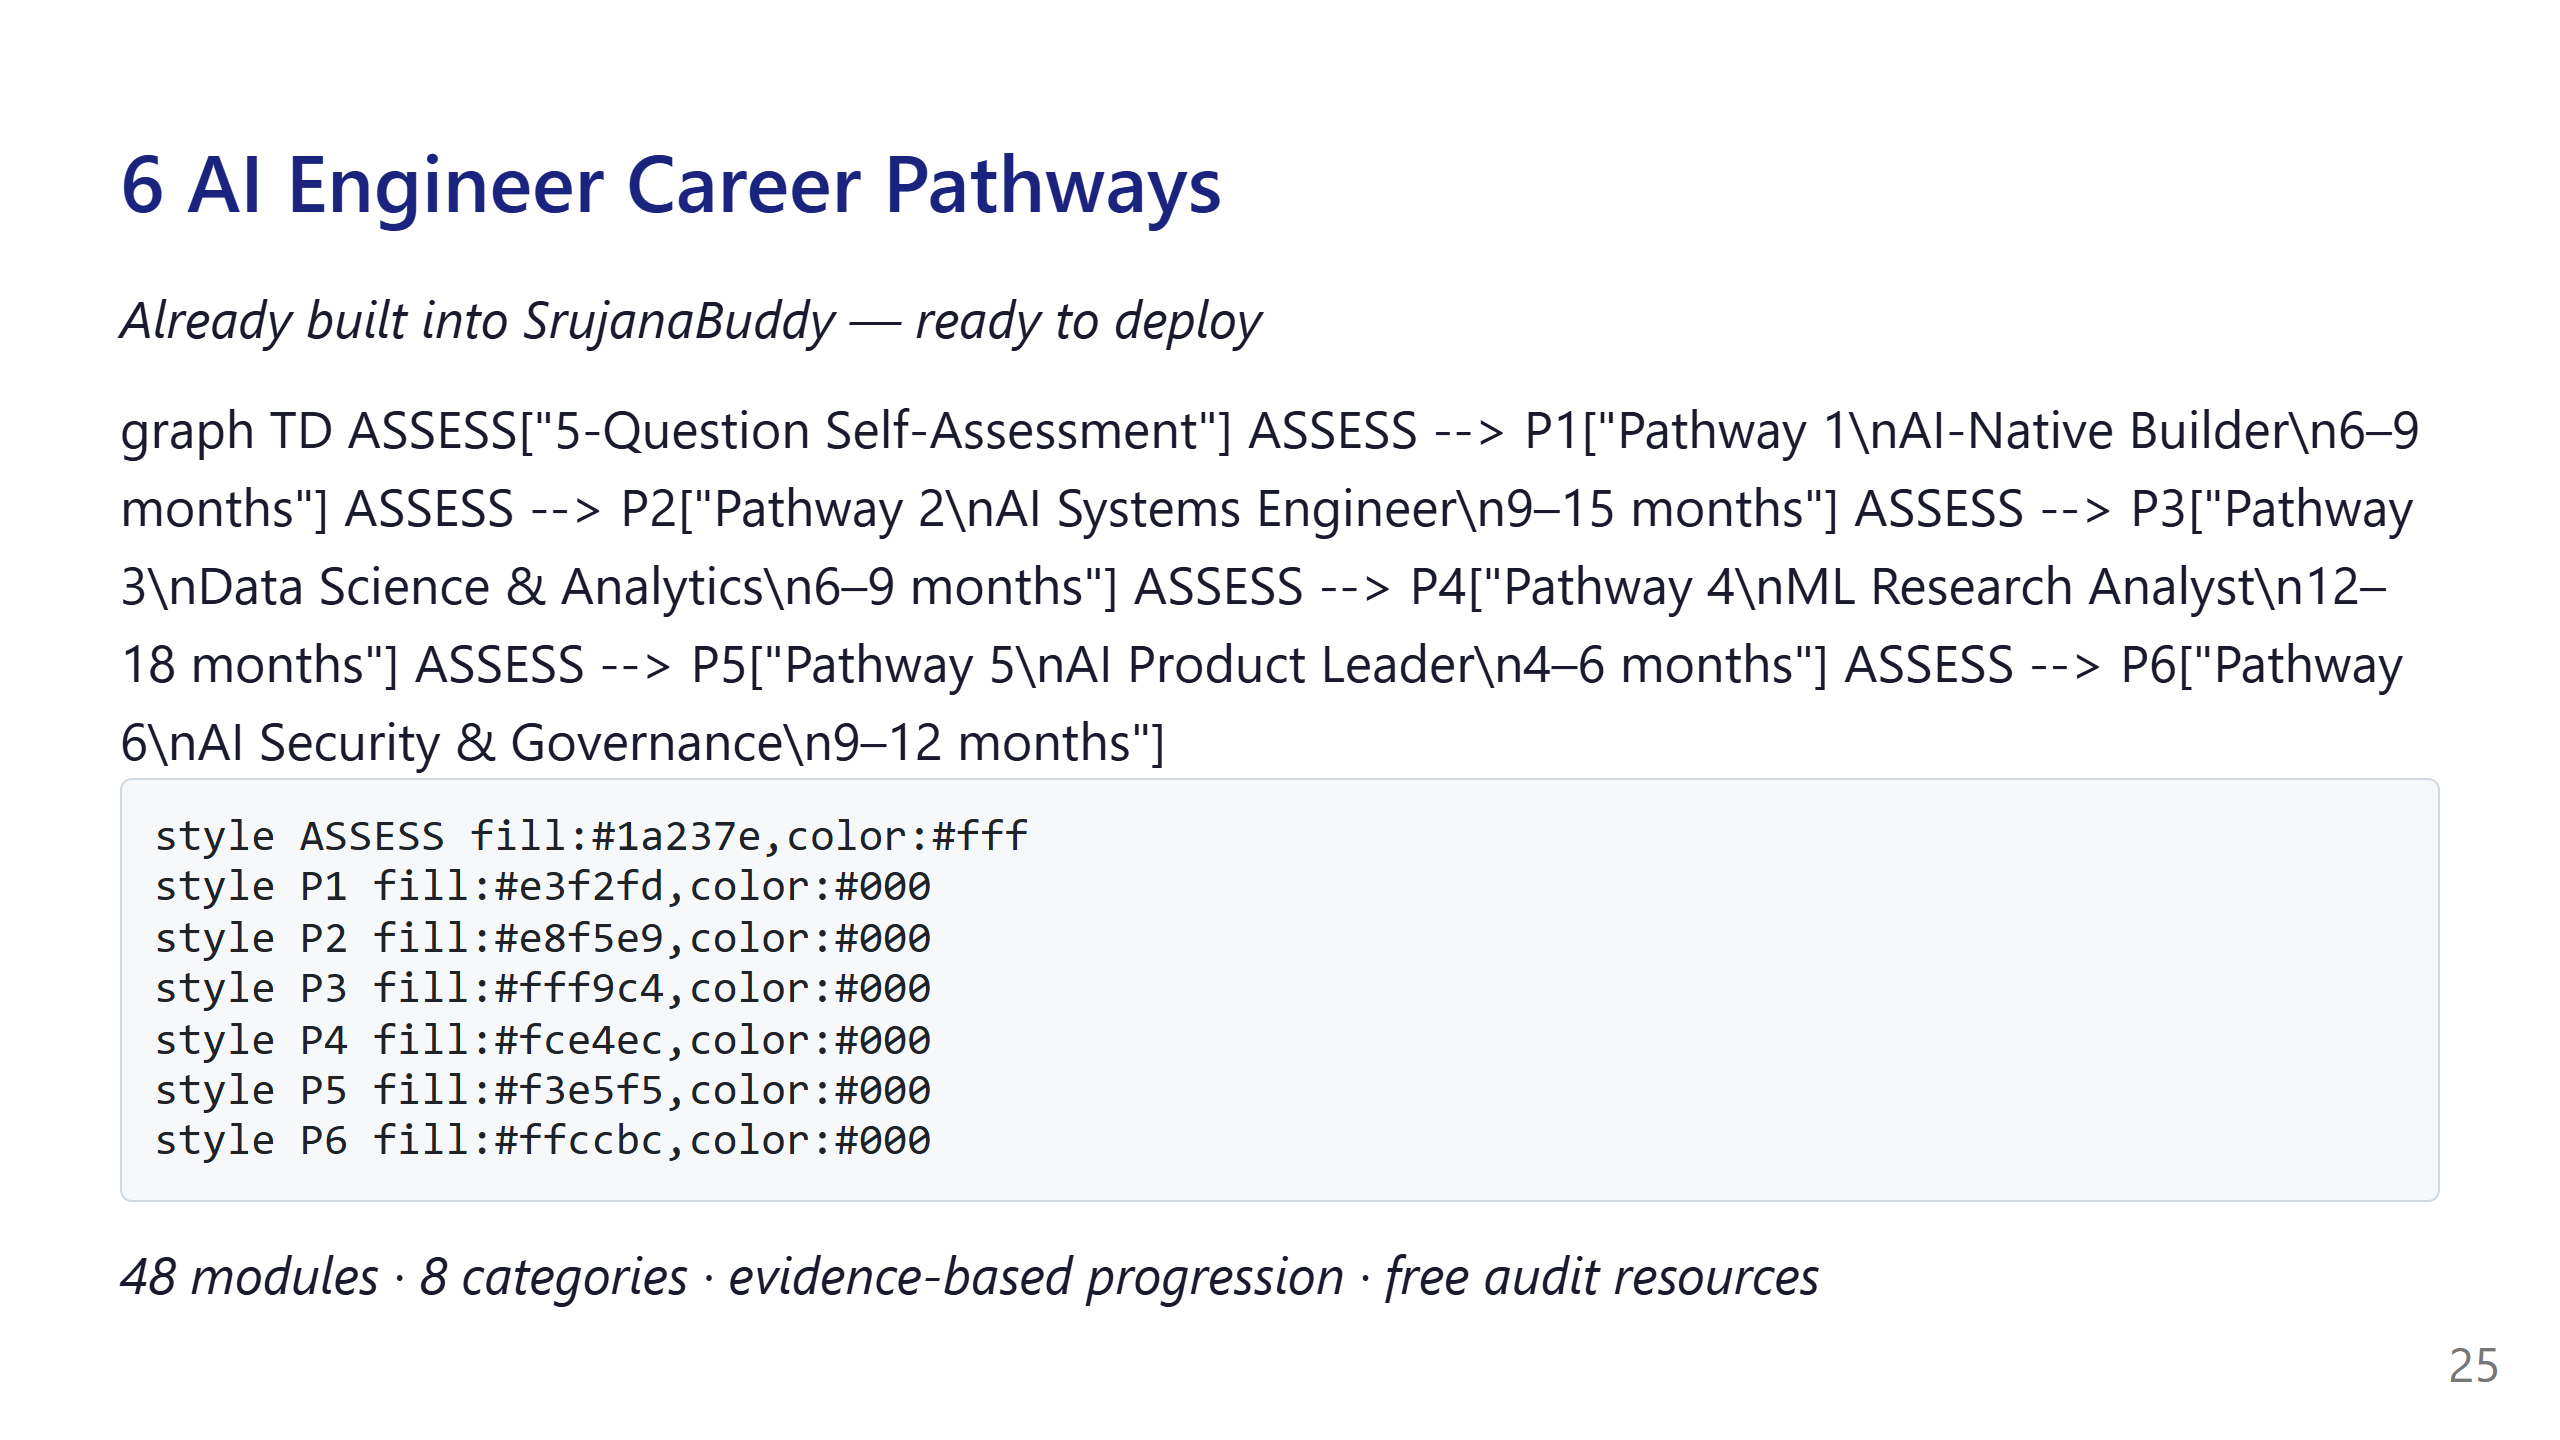 6 AI Engineer Career Pathways
Already built into SrujanaBuddy — ready to deploy
graph TD ASSESS["5-Question Self-Assessment"] ASSESS --> P1["Pathway 1\nAI-Native Builder\n6–9
months"] ASSESS --> P2["Pathway 2\nAI Systems Engineer\n9–15 months"] ASSESS --> P3["Pathway
3\nData Science & Analytics\n6–9 months"] ASSESS --> P4["Pathway 4\nML Research Analyst\n12–
18 months"] ASSESS --> P5["Pathway 5\nAI Product Leader\n4–6 months"] ASSESS --> P6["Pathway
6\nAI Security & Governance\n9–12 months"]
style ASSESS fill:#1a237e,color:#fff
style P1 fill:#e3f2fd,color:#000
style P2 fill:#e8f5e9,color:#000
style P3 fill:#fff9c4,color:#000
style P4 fill:#fce4ec,color:#000
style P5 fill:#f3e5f5,color:#000
style P6 fill:#ffccbc,color:#000
48 modules · 8 categories · evidence-based progression · free audit resources
25